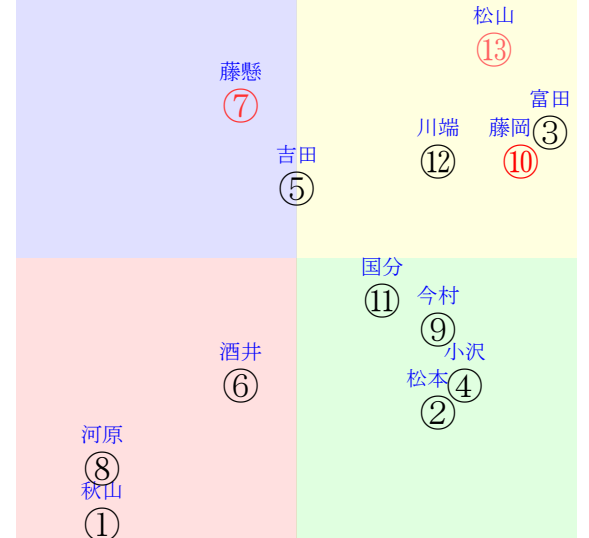 松山
⑬
藤懸
⑦
富田
③
川端
⑫
藤岡
⑩
吉田
⑤
国分
⑪
今村
⑨
小沢
④
酒井
⑥
松本
②
河原
⑧
秋山
①